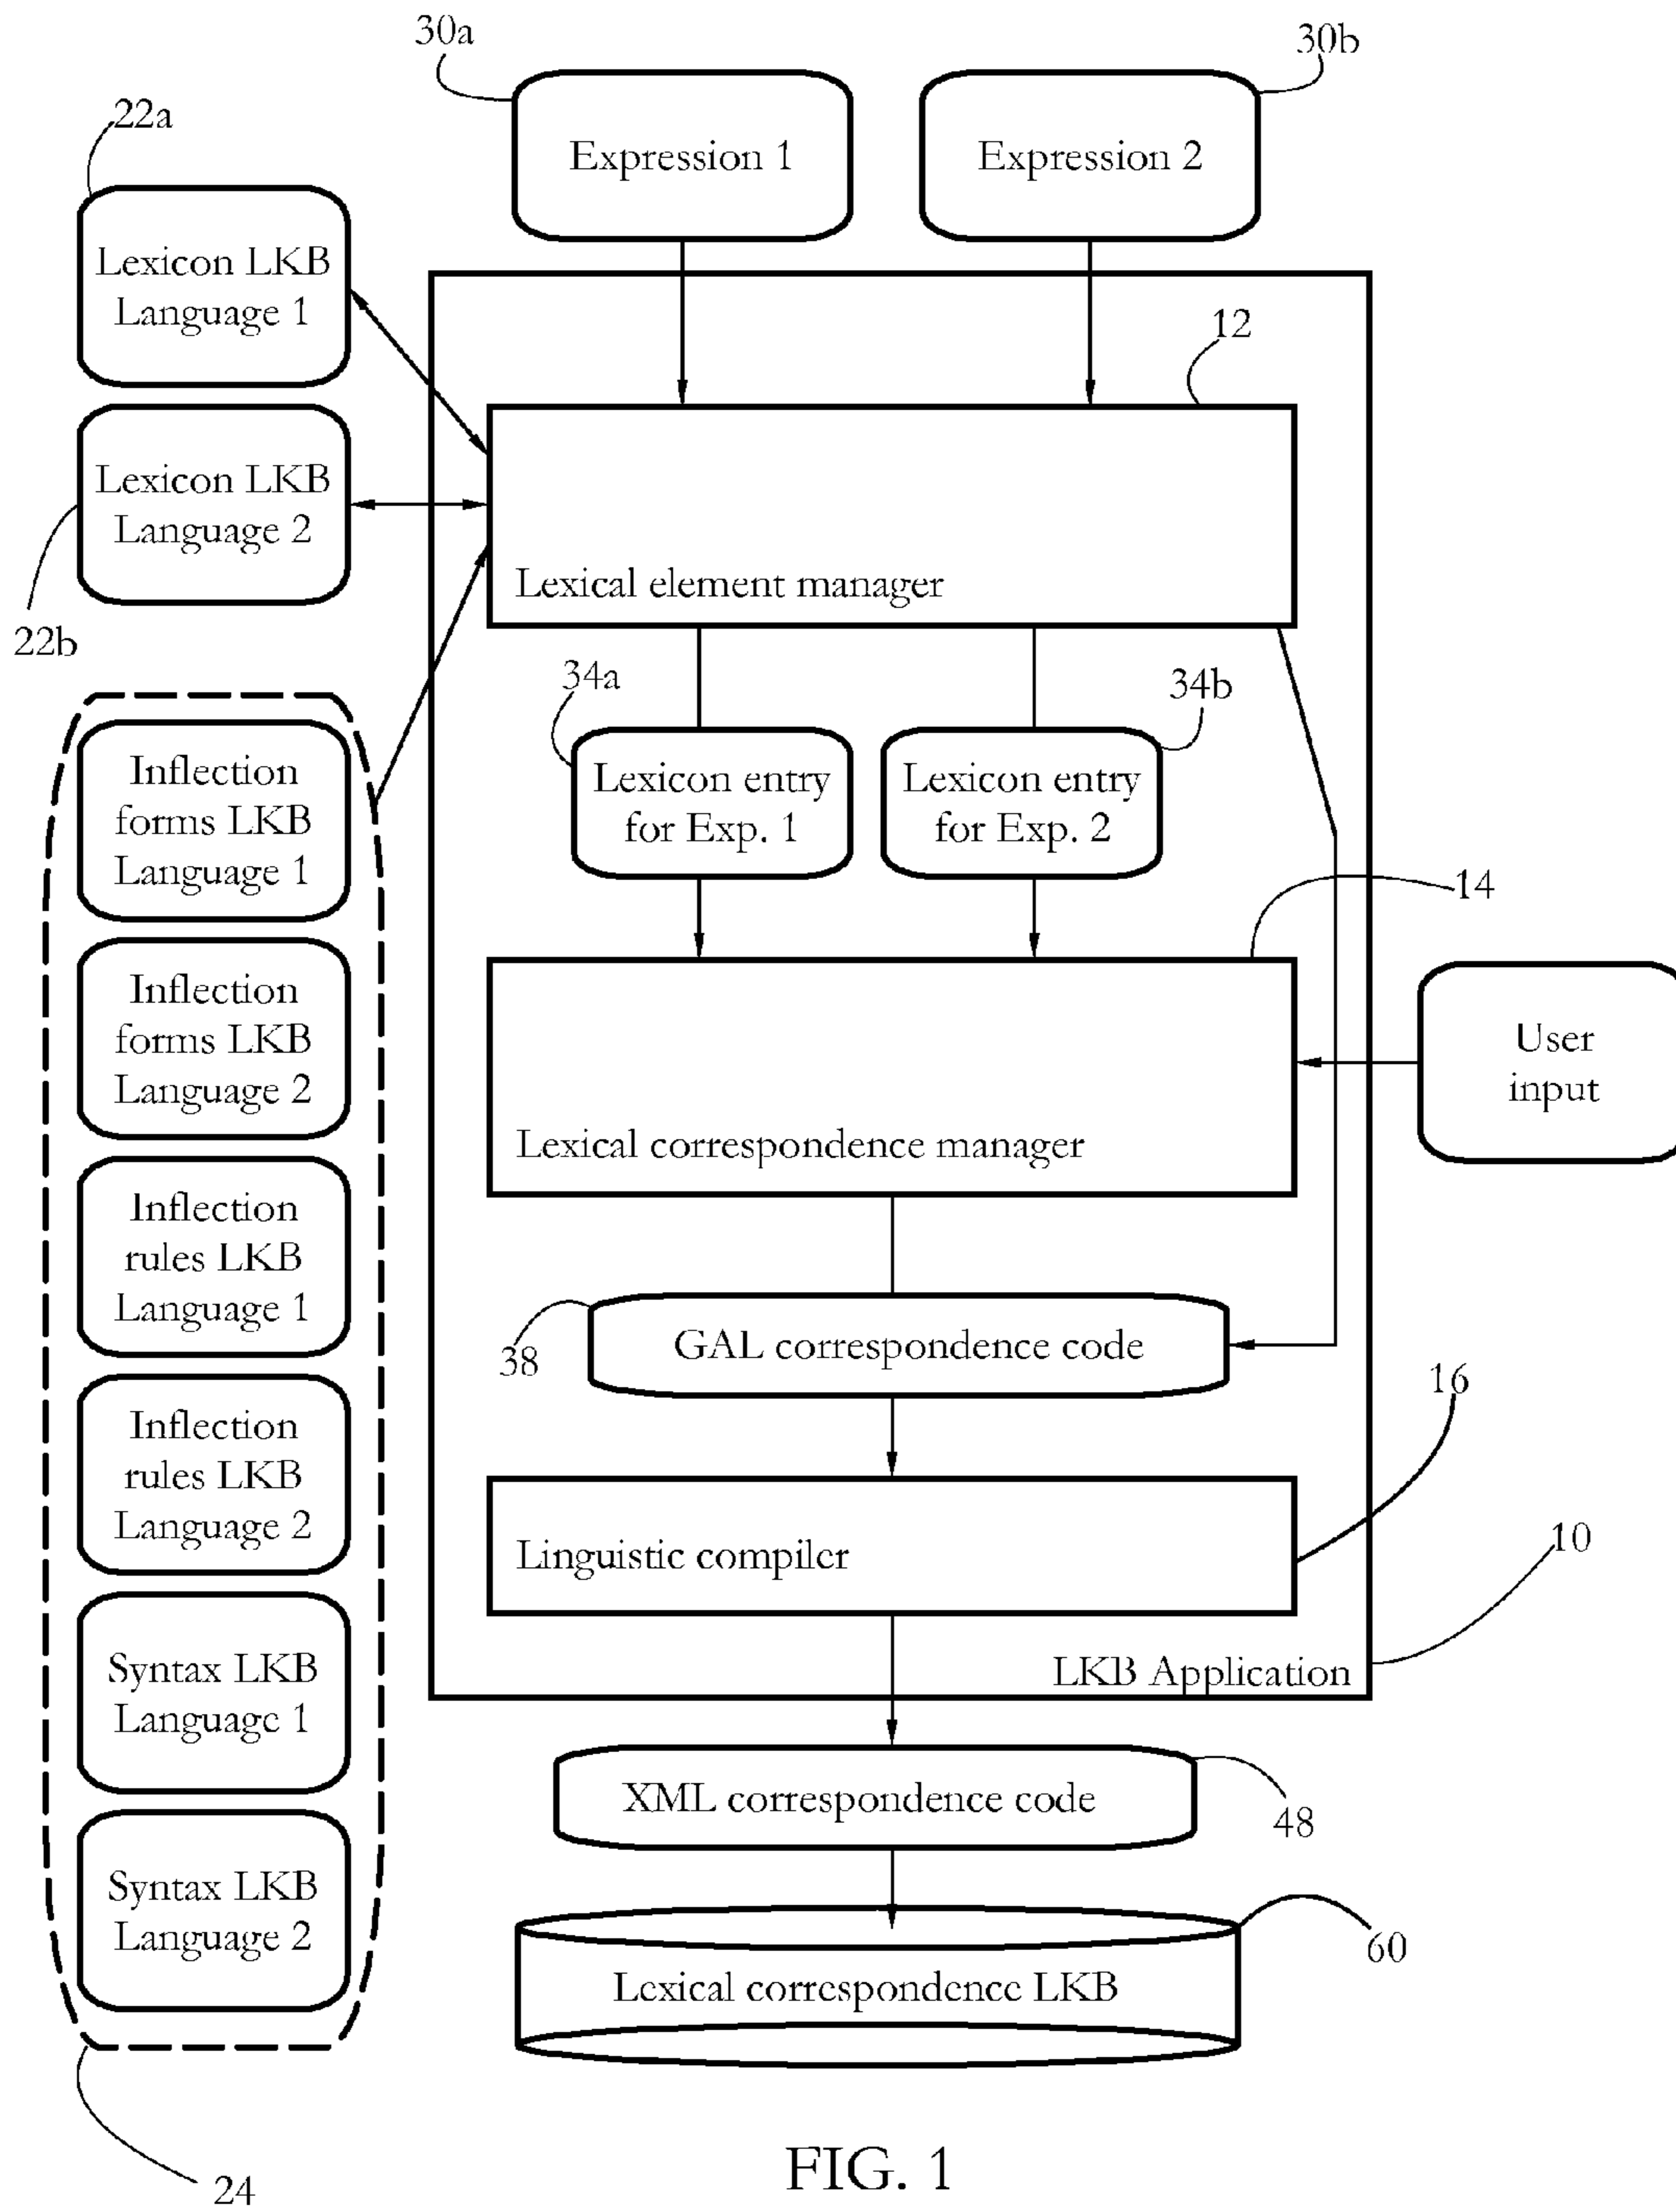 30a
30b
Expression 1
Expression 2
22a
Lexicon LKB
Language 1
12
Lexicon LKB
Language 2
22b
Lexical element manager
34a
34b
Lexicon entry
for Exp. 1
Lexicon entry
for Exp. 2
Inflection
forms LKB
Language 1
14
Inflection
forms LKB
Language 2
User
input
Lexical correspondence manager
Inflection
rules LKB
Language 1
38
GAL correspondence code
16
Inflection
rules LKB
Language 2
Linguistic compiler
10
Syntax LKB
Language 1
LKB Application
XML correspondence code
48
Syntax LKB
Language 2
60
Lexical correspondence LKB
24
FIG. 1